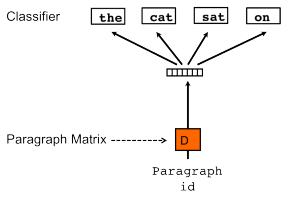 Classifier the cat sat on
Paragraph Matrix D
Paragraph
id